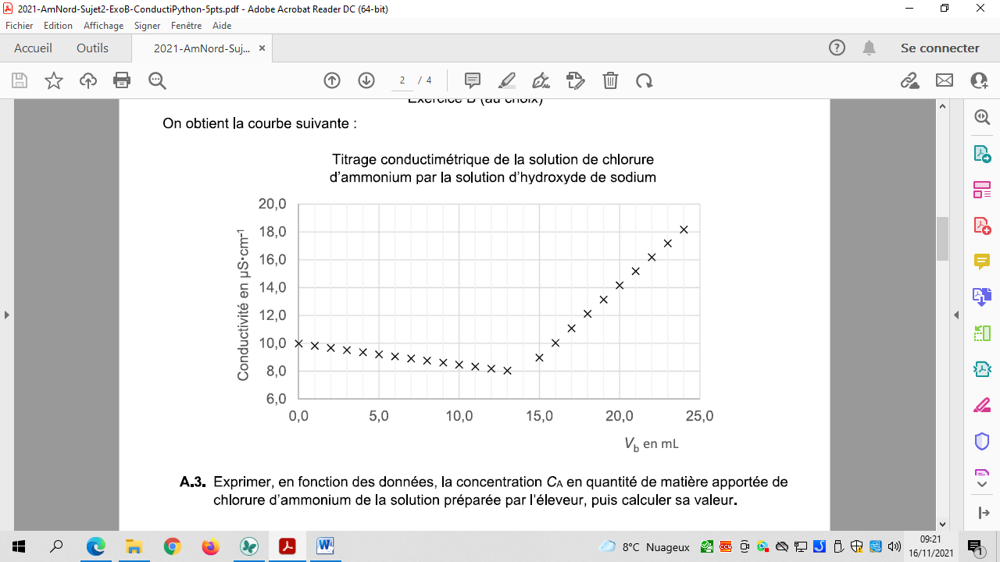 2021-AmNord-Sujet2-ExoB-ConductiPython-5pts.pdf - Adobe Acrobat Reader DC (64-bit)
Fichier Edition Affichage Signer Fenêtre Aide
Accueil Outils 2021-AmNord-Suj... × Se connecter
2 / 4
Exercice B (au choix)
On obtient la courbe suivante :
Titrage conductimétrique de la solution de chlorure
d'ammonium par la solution d'hydroxyde de sodium
Conductivité en µS·cm⁻¹
20,0
18,0
16,0
14,0
12,0
10,0
8,0
6,0
0,0 5,0 10,0 15,0 20,0 25,0
Vb en mL
A.3. Exprimer, en fonction des données, la concentration CA en quantité de matière apportée de
chlorure d'ammonium de la solution préparée par l'éleveur, puis calculer sa valeur.
8°C Nuageux
09:21
16/11/2021